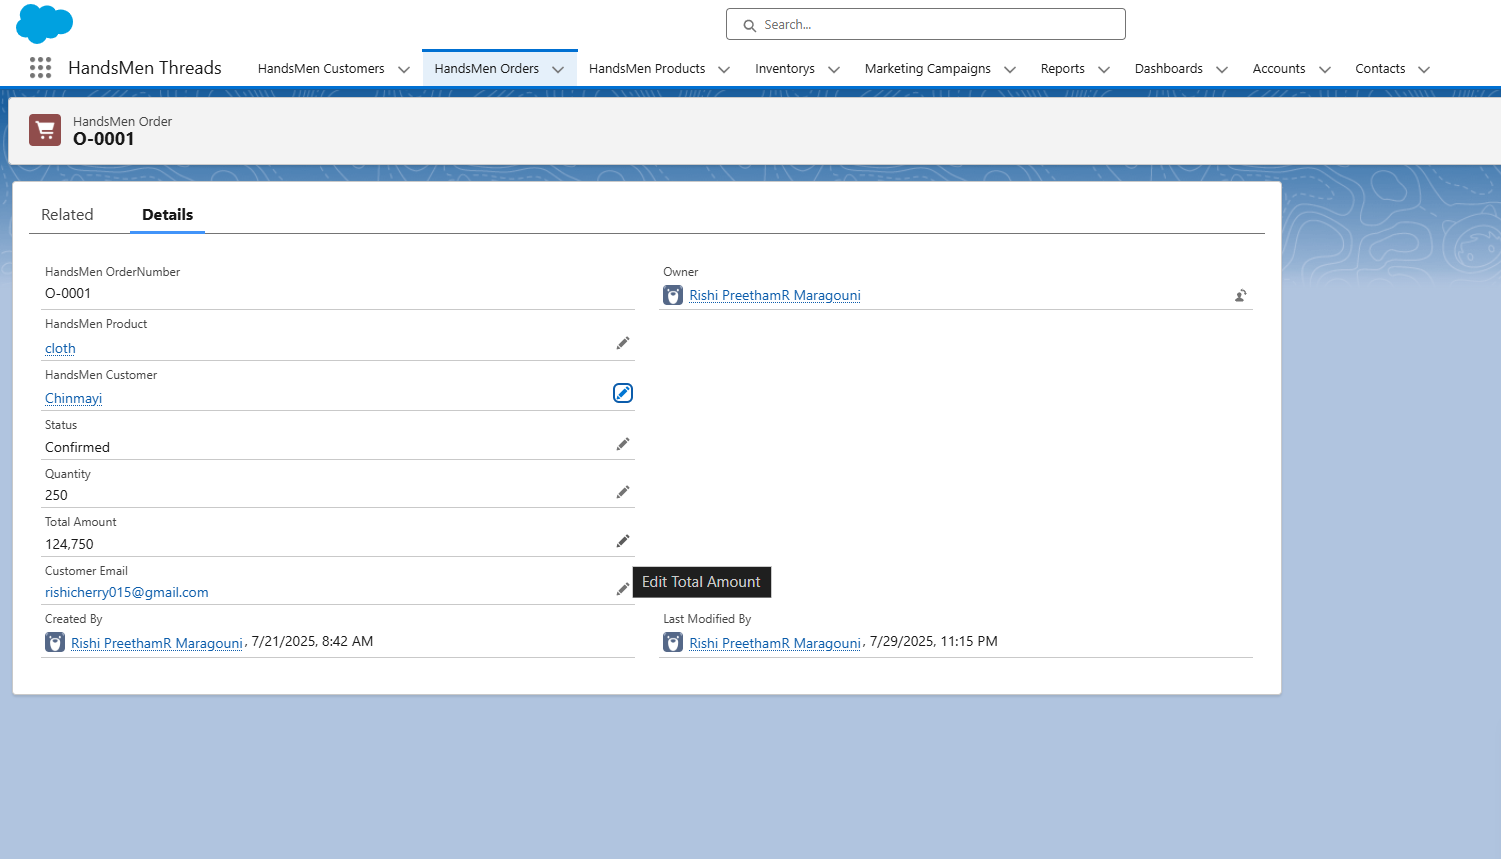 Search...
HandsMen Threads
HandsMen Customers
HandsMen Orders
HandsMen Products
Inventorys
Marketing Campaigns
Reports
Dashboards
Accounts
Contacts
HandsMen Order
O-0001
Related
Details
HandsMen OrderNumber
O-0001
Owner
Rishi PreethamR Maragouni
HandsMen Product
cloth
HandsMen Customer
Chinmayi
Status
Confirmed
Quantity
250
Total Amount
124,750
Customer Email
rishicherry015@gmail.com
Edit Total Amount
Created By
Rishi PreethamR Maragouni, 7/21/2025, 8:42 AM
Last Modified By
Rishi PreethamR Maragouni, 7/29/2025, 11:15 PM